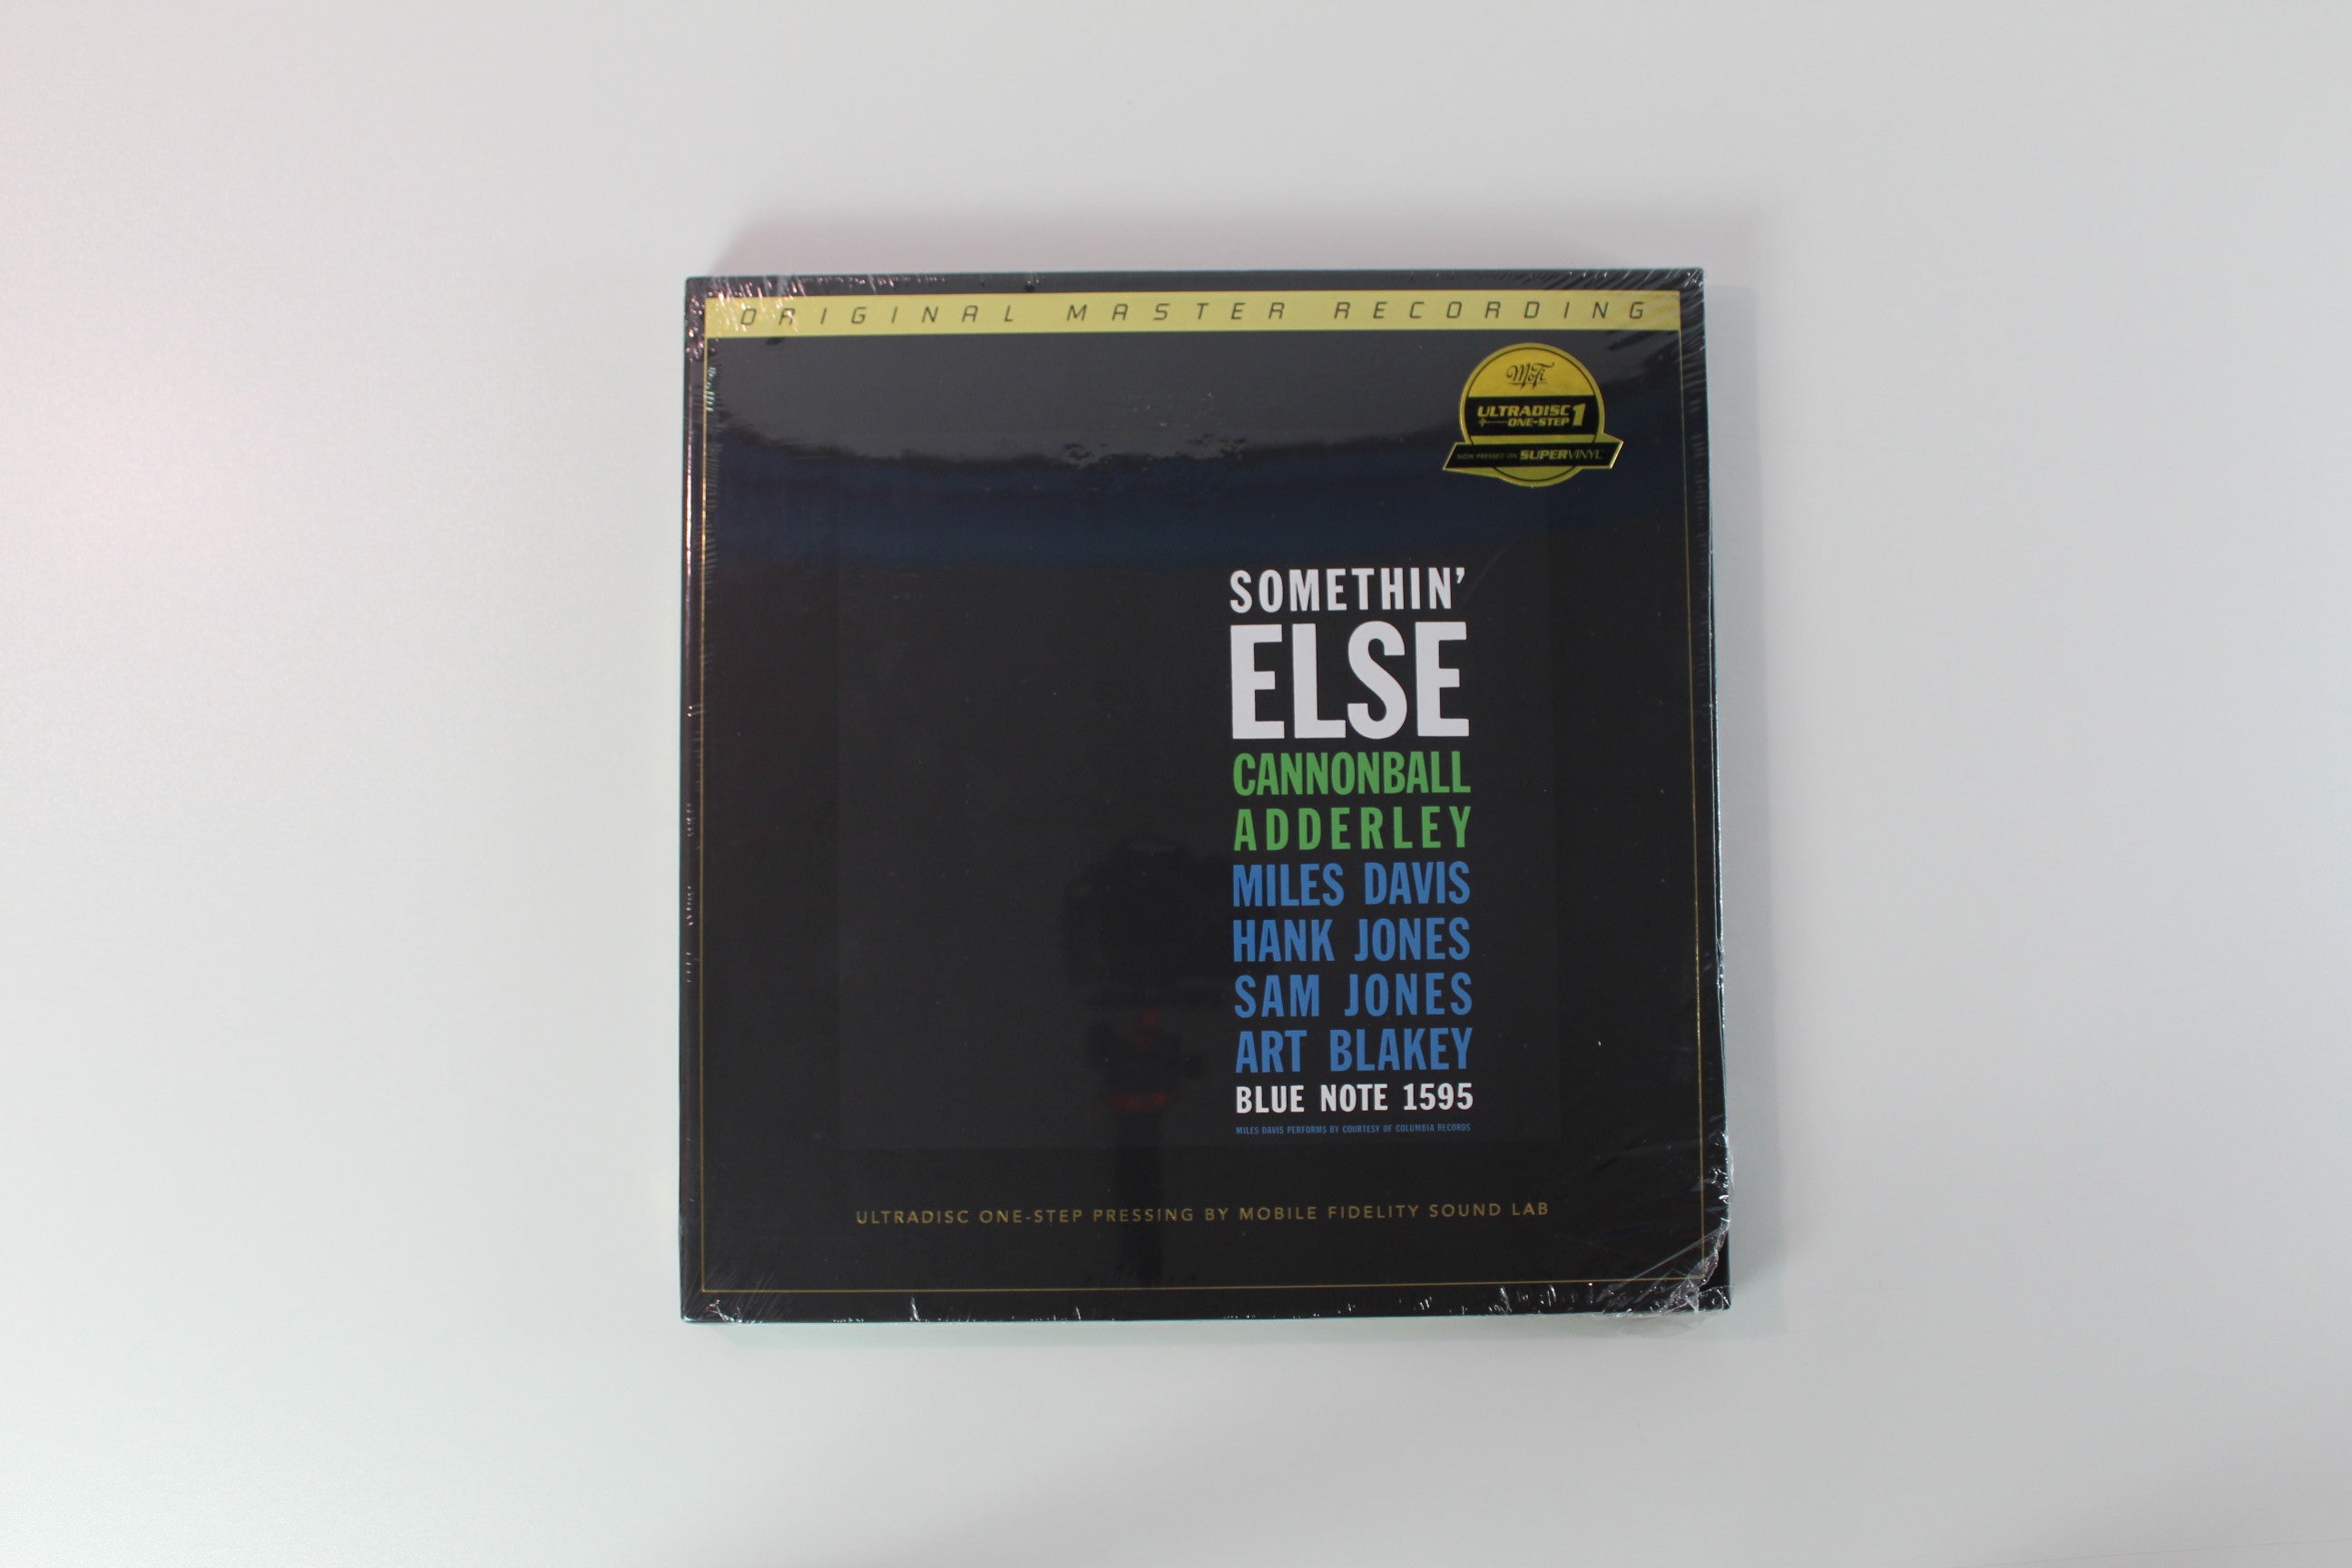 ORIGINAL MASTER RECORDING
MoFi
ULTRADISC 1
ONE-STEP
NOW PRESSED ON SUPERVINYL
SOMETHIN'
ELSE
CANNONBALL
ADDERLEY
MILES DAVIS
HANK JONES
SAM JONES
ART BLAKEY
BLUE NOTE 1595
MILES DAVIS PERFORMS BY COURTESY OF COLUMBIA RECORDS
ULTRADISC ONE-STEP PRESSING BY MOBILE FIDELITY SOUND LAB